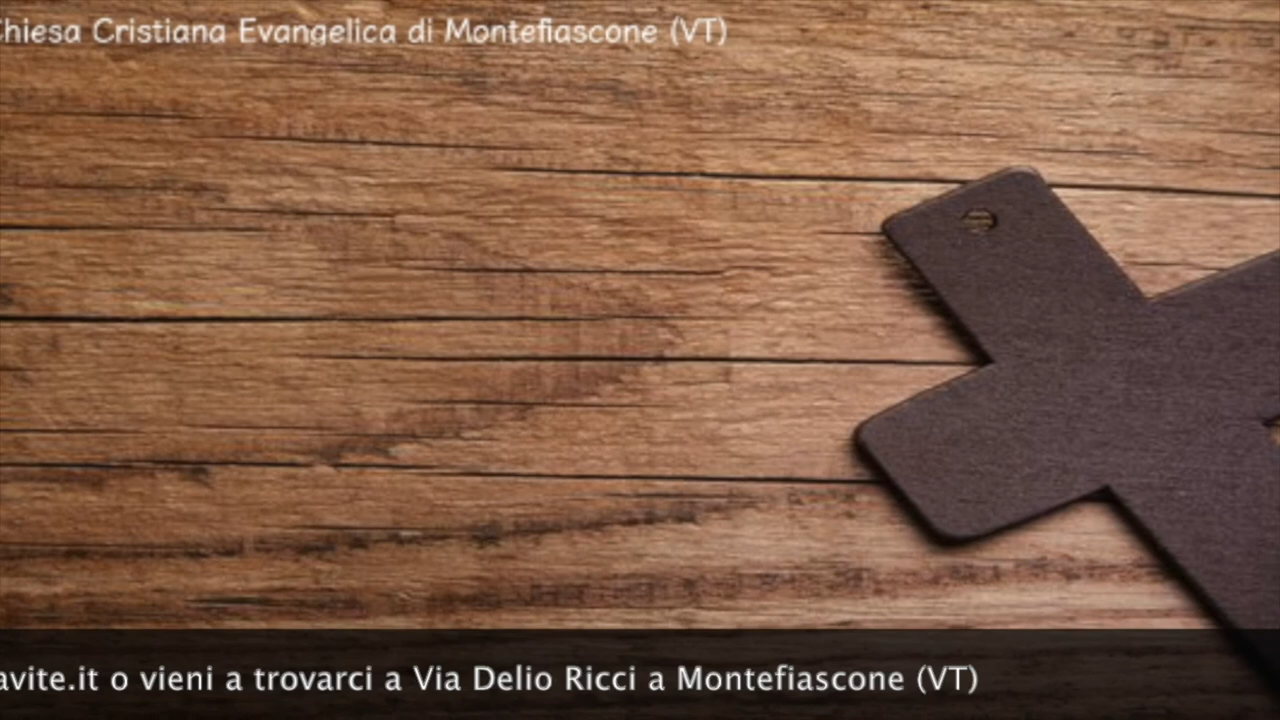 Chiesa Cristiana Evangelica di Montefiascone (VT)
avite.it o vieni a trovarci a Via Delio Ricci a Montefiascone (VT)